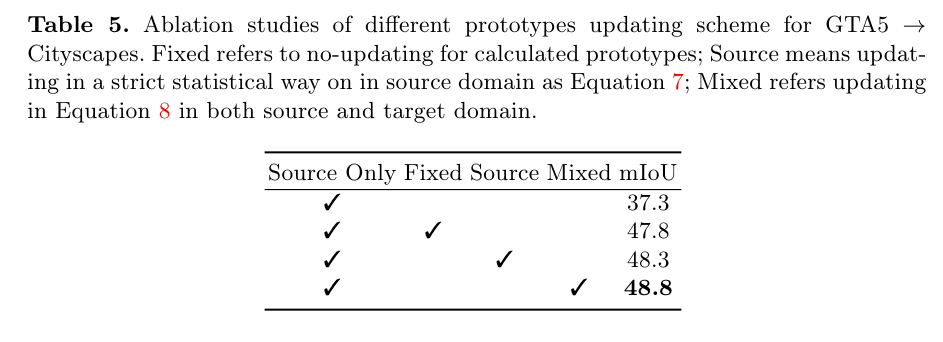 Table 5. Ablation studies of different prototypes updating scheme for GTA5 →
Cityscapes. Fixed refers to no-updating for calculated prototypes; Source means updat-
ing in a strict statistical way on in source domain as Equation 7; Mixed refers updating
in Equation 8 in both source and target domain.
Source Only Fixed Source Mixed mIoU
✓ 37.3
✓ ✓ 47.8
✓ ✓ 48.3
✓ ✓ 48.8